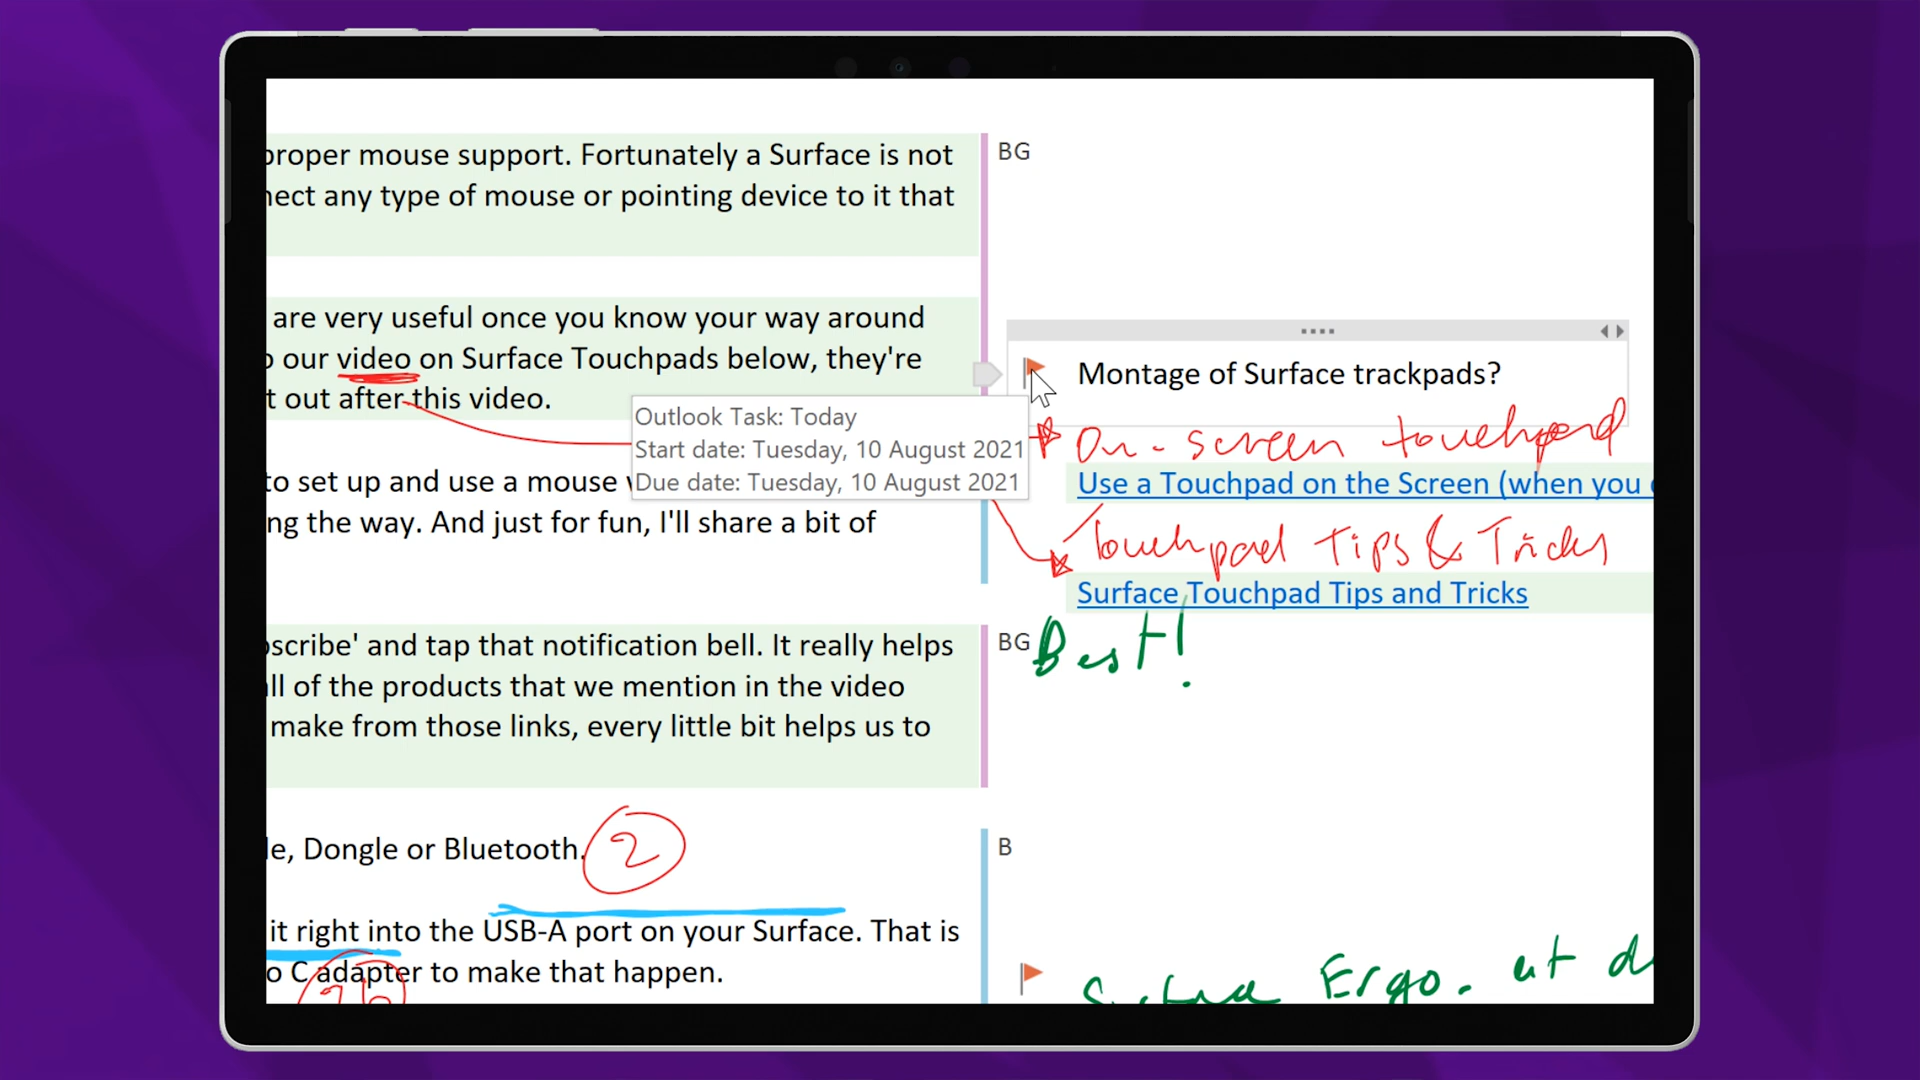 proper mouse support. Fortunately a Surface is not
nect any type of mouse or pointing device to it that
BG
are very useful once you know your way around
o our video on Surface Touchpads below, they're
t out after this video.
Montage of Surface trackpads?
Outlook Task: Today
Start date: Tuesday, 10 August 2021
Due date: Tuesday, 10 August 2021
On-screen touchpad
Use a Touchpad on the Screen (when you
to set up and use a mouse
ng the way. And just for fun, I'll share a bit of
Touchpad Tips & Tricks
Surface Touchpad Tips and Tricks
scribe' and tap that notification bell. It really helps
ll of the products that we mention in the video
make from those links, every little bit helps us to
BG
Best!
le, Dongle or Bluetooth.
2
B
it right into the USB-A port on your Surface. That is
o C adapter to make that happen.
2b
Surface Ergo. at